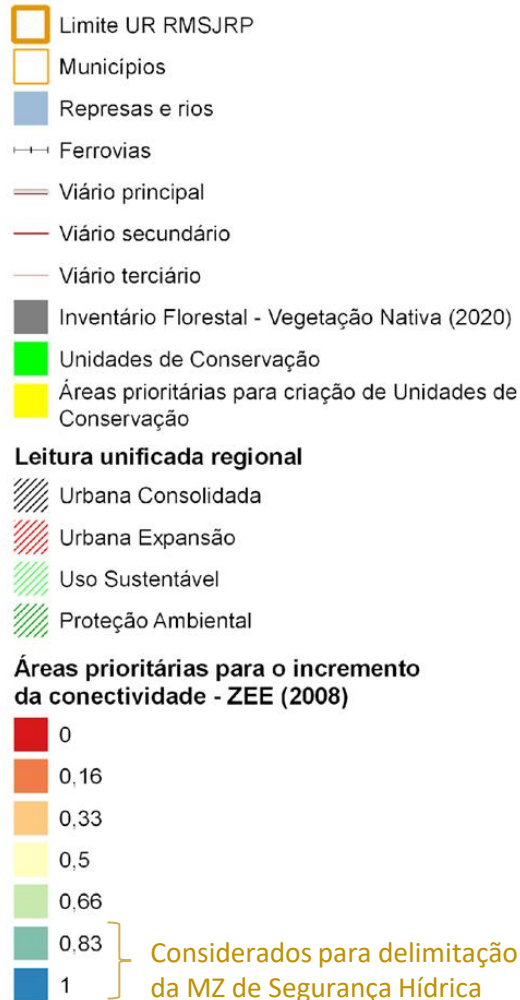 Limite UR RMSJRP
Municípios
Represas e rios
Ferrovias
Viário principal
Viário secundário
Viário terciário
Inventário Florestal - Vegetação Nativa (2020)
Unidades de Conservação
Áreas prioritárias para criação de Unidades de
Conservação
Leitura unificada regional
Urbana Consolidada
Urbana Expansão
Uso Sustentável
Proteção Ambiental
Áreas prioritárias para o incremento
da conectividade - ZEE (2008)
0
0,16
0,33
0,5
0,66
0,83
1
Considerados para delimitação
da MZ de Segurança Hídrica